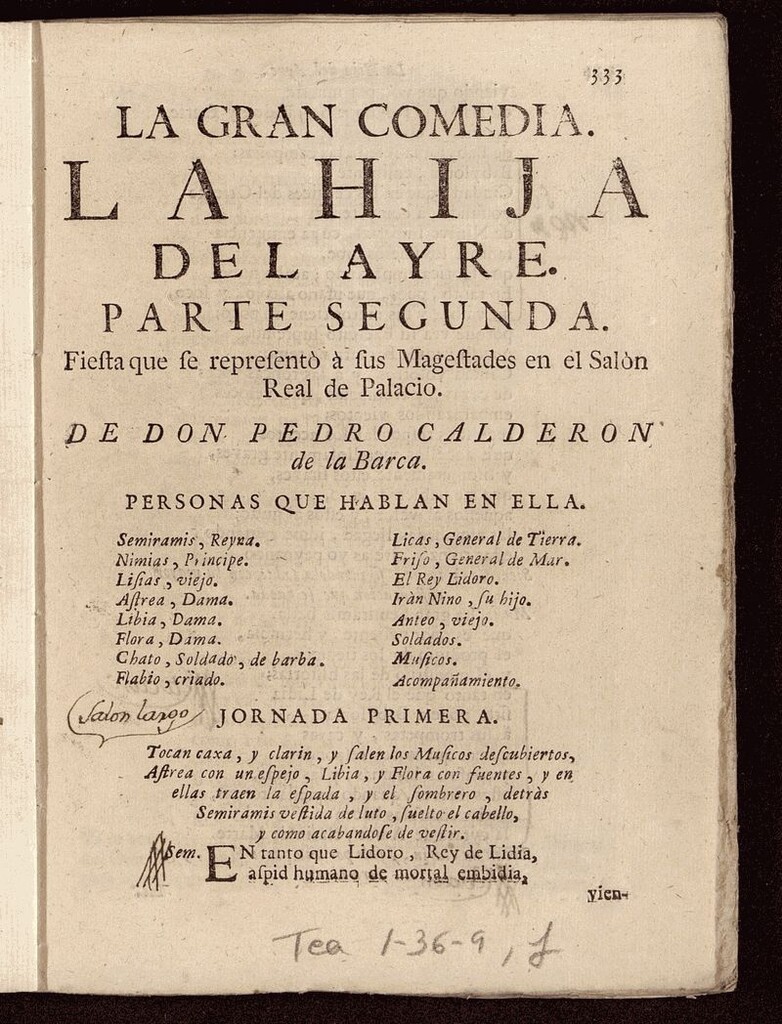 333
LA GRAN COMEDIA.
LA HIJA
DEL AYRE.
PARTE SEGUNDA.
Fieſta que ſe repreſentò à ſus Mageſtades en el Salòn
Real de Palacio.
DE DON PEDRO CALDERON
de la Barca.
PERSONAS QUE HABLAN EN ELLA.
Semiramis, Reyna.
Nimias, Principe.
Liſias, viejo.
Aſtrea, Dama.
Libia, Dama.
Flora, Dama.
Chato, Soldado, de barba.
Flabio, criado.
Licas, General de Tierra.
Friſo, General de Mar.
El Rey Lidoro.
Iràn Nino, ſu hijo.
Anteo, viejo.
Soldados.
Muſicos.
Acompañamiento.
Salon largo
JORNADA PRIMERA.
Tocan caxa, y clarin, y ſalen los Muſicos deſcubiertos,
Aſtrea con un eſpejo, Libia, y Flora con fuentes, y en
ellas traen la eſpada, y el ſombrero, detràs
Semiramis veſtida de luto, ſuelto el cabello,
y como acabandoſe de veſtir.
Sem. EN tanto que Lidoro, Rey de Lidia,
aſpid humano de mortal embidia,
vien-
Tea 1-36-9, f